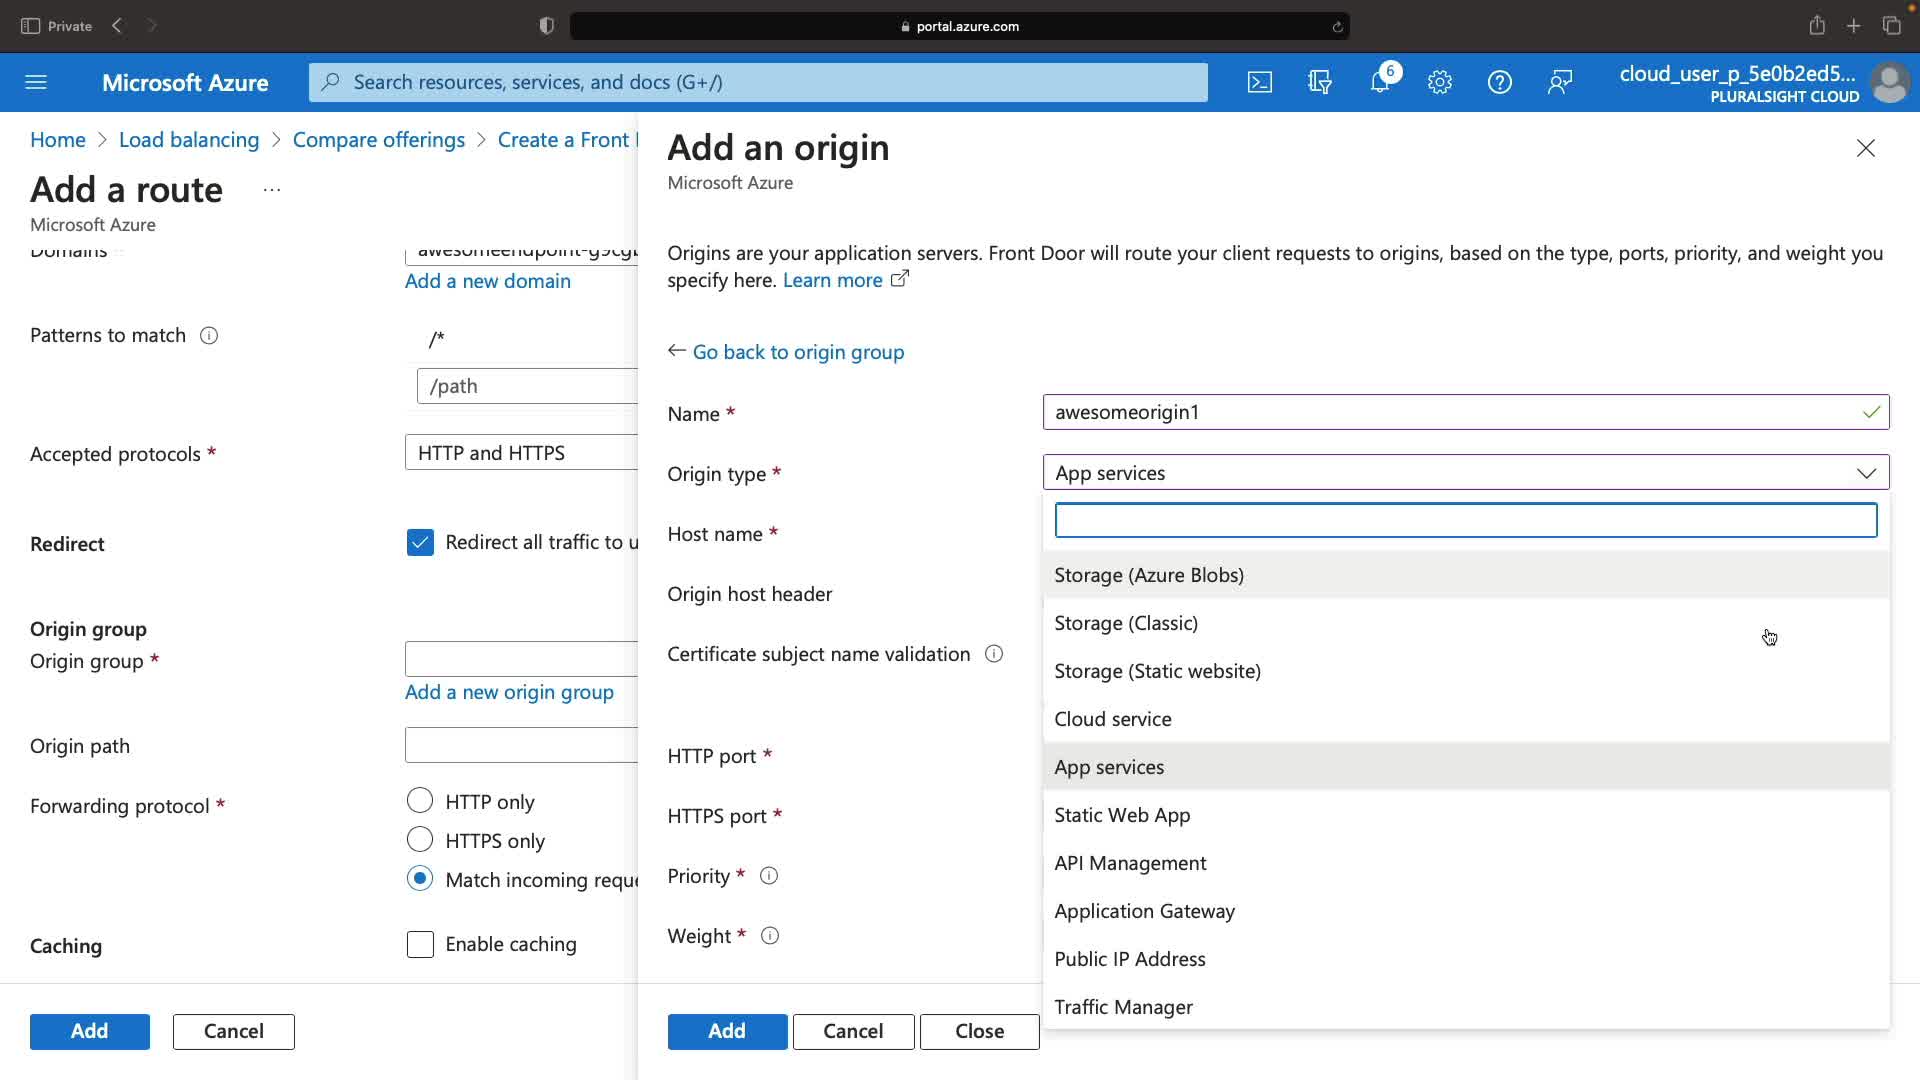 Private
portal.azure.com
Microsoft Azure
Search resources, services, and docs (G+/)
6
cloud_user_p_5e0b2ed5...
PLURALSIGHT CLOUD
Home > Load balancing > Compare offerings > Create a Front
Add a route ...
Microsoft Azure
Domains
awesomeendpoint-g9cgb
Add a new domain
Patterns to match
/*
/path
Accepted protocols *
HTTP and HTTPS
Redirect
Redirect all traffic to u
Origin group
Origin group *
Add a new origin group
Origin path
Forwarding protocol *
HTTP only
HTTPS only
Match incoming reque
Caching
Enable caching
Add
Cancel
Add an origin
Microsoft Azure
Origins are your application servers. Front Door will route your client requests to origins, based on the type, ports, priority, and weight you
specify here. Learn more
Go back to origin group
Name *
awesomeorigin1
Origin type *
App services
Host name *
Origin host header
Certificate subject name validation
HTTP port *
HTTPS port *
Priority *
Weight *
Storage (Azure Blobs)
Storage (Classic)
Storage (Static website)
Cloud service
App services
Static Web App
API Management
Application Gateway
Public IP Address
Traffic Manager
Add
Cancel
Close